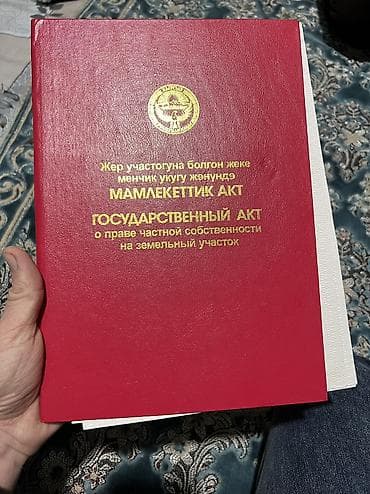 Жер участогуна болгон жеке
менчик укугу жөнүндө
МАМЛЕКЕТТИК АКТ
ГОСУДАРСТВЕННЫЙ АКТ
о праве частной собственности
на земельный участок